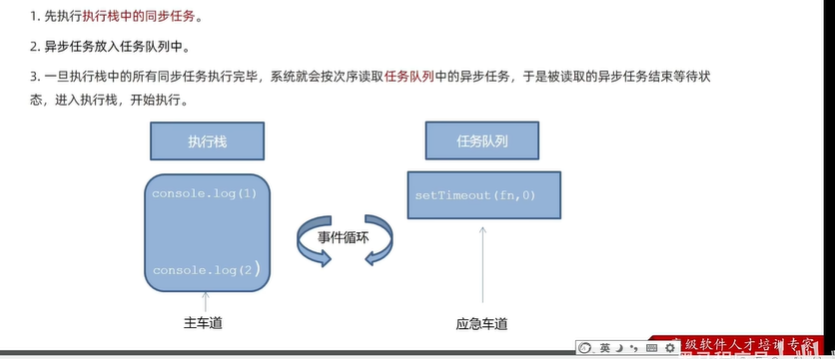 1. 先执行执行栈中的同步任务。
2. 异步任务放入任务队列中。
3. 一旦执行栈中的所有同步任务执行完毕，系统就会按次序读取任务队列中的异步任务，于是被读取的异步任务结束等待状
态，进入执行栈，开始执行。
执行栈
任务队列
console.log(1)
setTimeout(fn,0)
事件循环
console.log(2)
主车道
应急车道
英
级软件人才培训专家